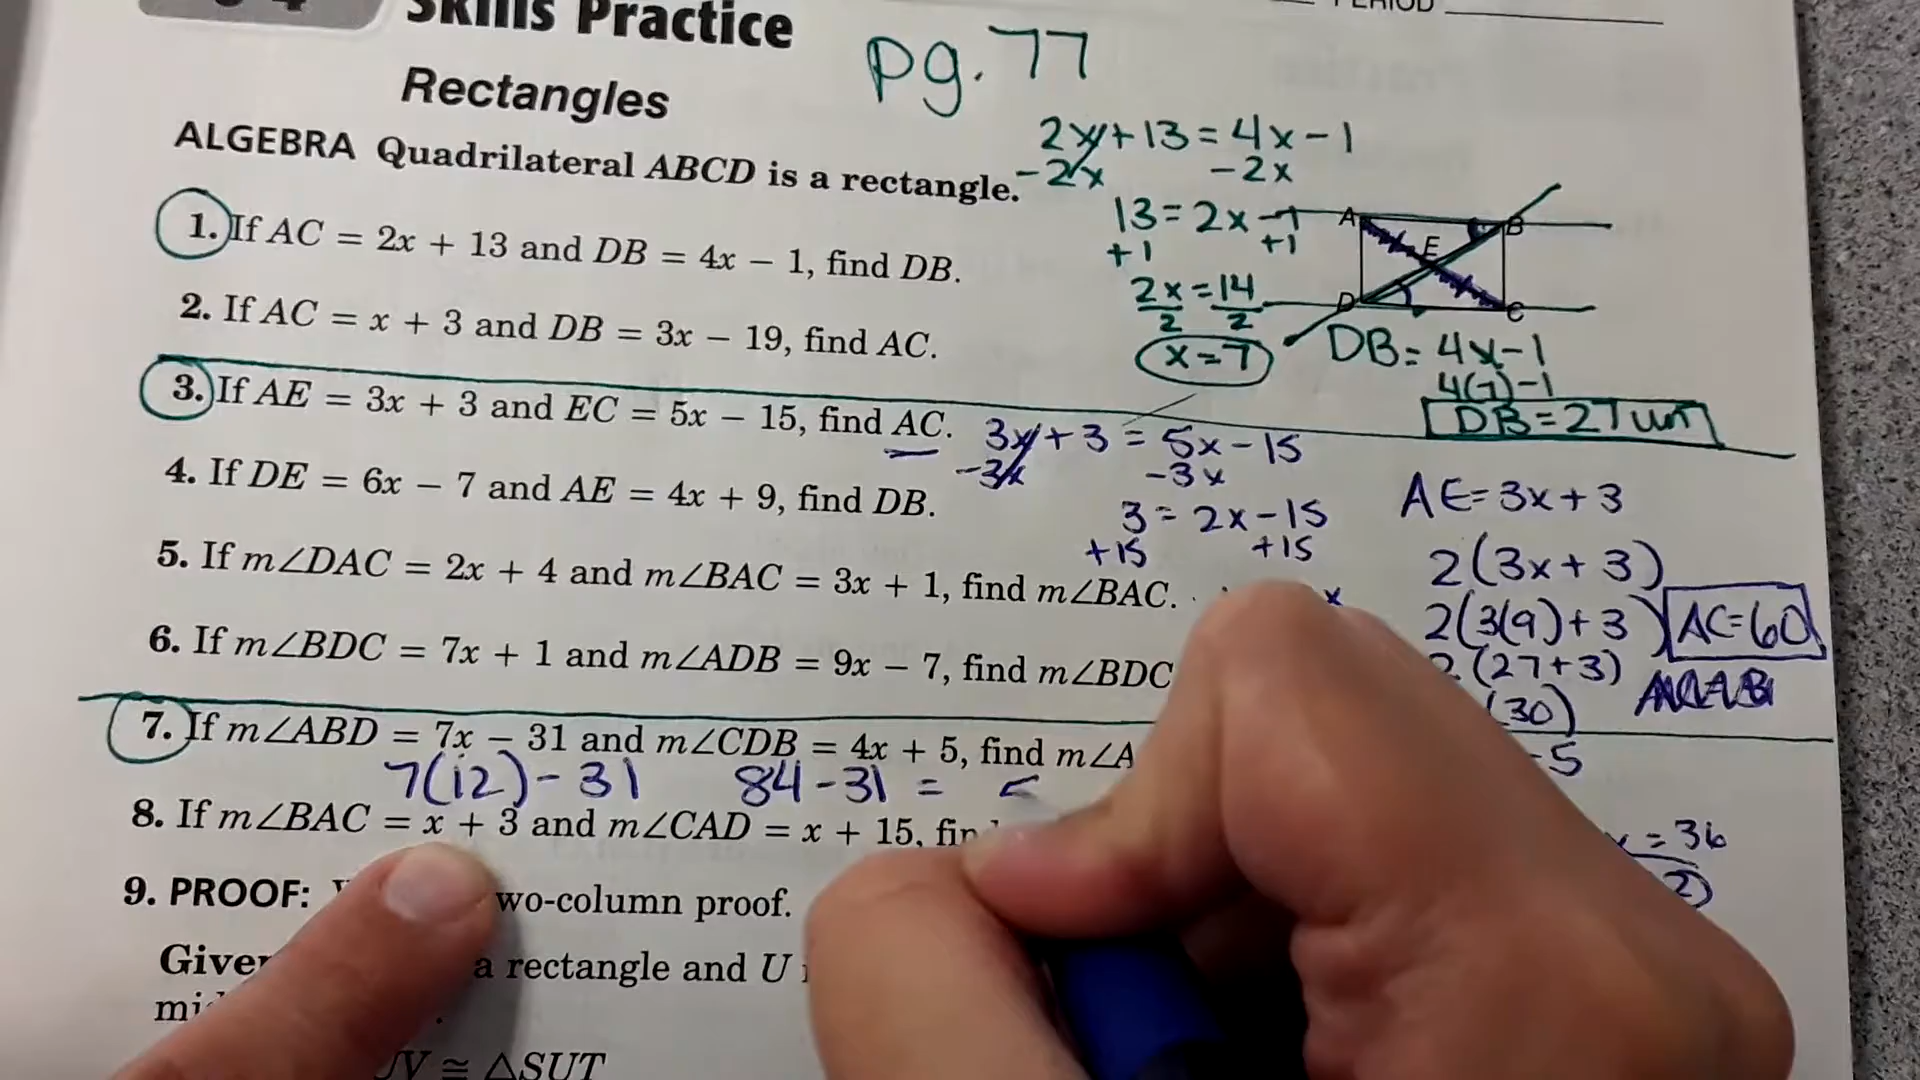 Skills Practice
PERIOD
Rectangles
pg. 77
ALGEBRA Quadrilateral ABCD is a rectangle.
1. If AC = 2x + 13 and DB = 4x − 1, find DB.
2. If AC = x + 3 and DB = 3x − 19, find AC.
3. If AE = 3x + 3 and EC = 5x − 15, find AC.
4. If DE = 6x − 7 and AE = 4x + 9, find DB.
5. If m∠DAC = 2x + 4 and m∠BAC = 3x + 1, find m∠BAC.
6. If m∠BDC = 7x + 1 and m∠ADB = 9x − 7, find m∠BDC
7. If m∠ABD = 7x − 31 and m∠CDB = 4x + 5, find m∠A
7(12) - 31 84 - 31 =
8. If m∠BAC = x + 3 and m∠CAD = x + 15,
9. PROOF: wo-column proof.
a rectangle and U
≅ △SUT
2x + 13 = 4x - 1
-2x -2x
13 = 2x - 1
+1 +1
2x = 14
2 2
x = 7
A B
E
D C
DB = 4x - 1
4(7) - 1
DB = 27 un
3x + 3 = 5x - 15
-3x -3x
3 = 2x - 15
+15 +15
x
AE = 3x + 3
2(3x + 3)
2(3(9) + 3)
AC = 60
2(27 + 3)
(30)
-5
= 36